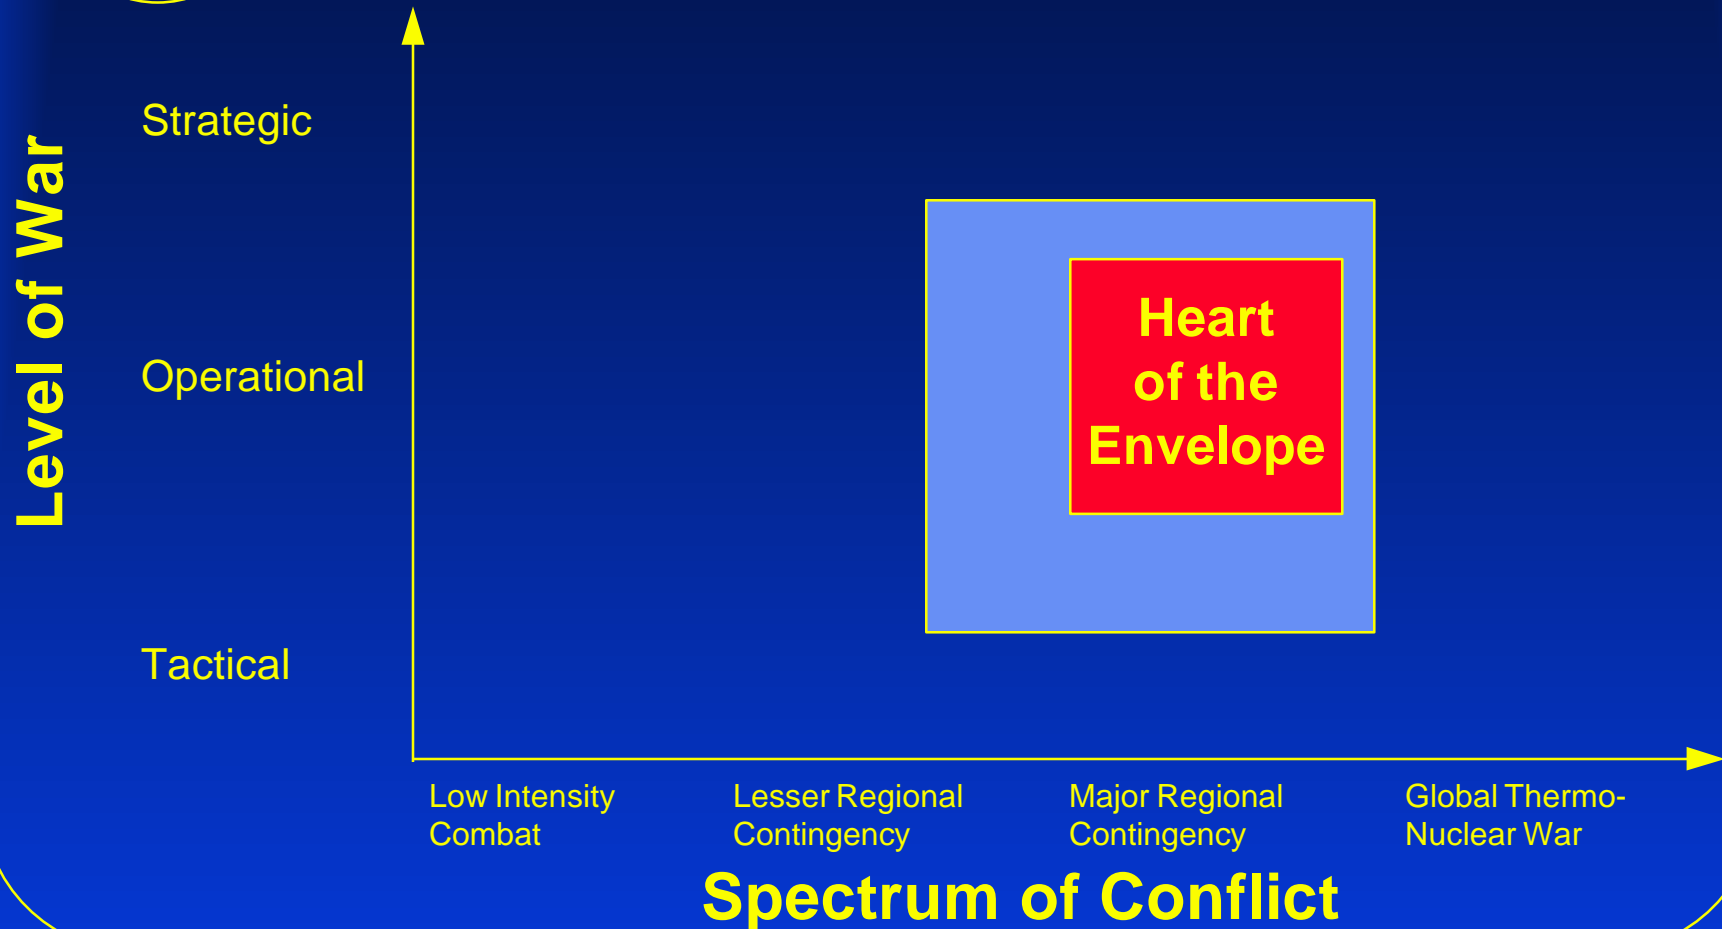 Level of War
Strategic
Operational
Tactical
Heart
of the
Envelope
Low Intensity
Combat
Lesser Regional
Contingency
Major Regional
Contingency
Global Thermo-
Nuclear War
Spectrum of Conflict